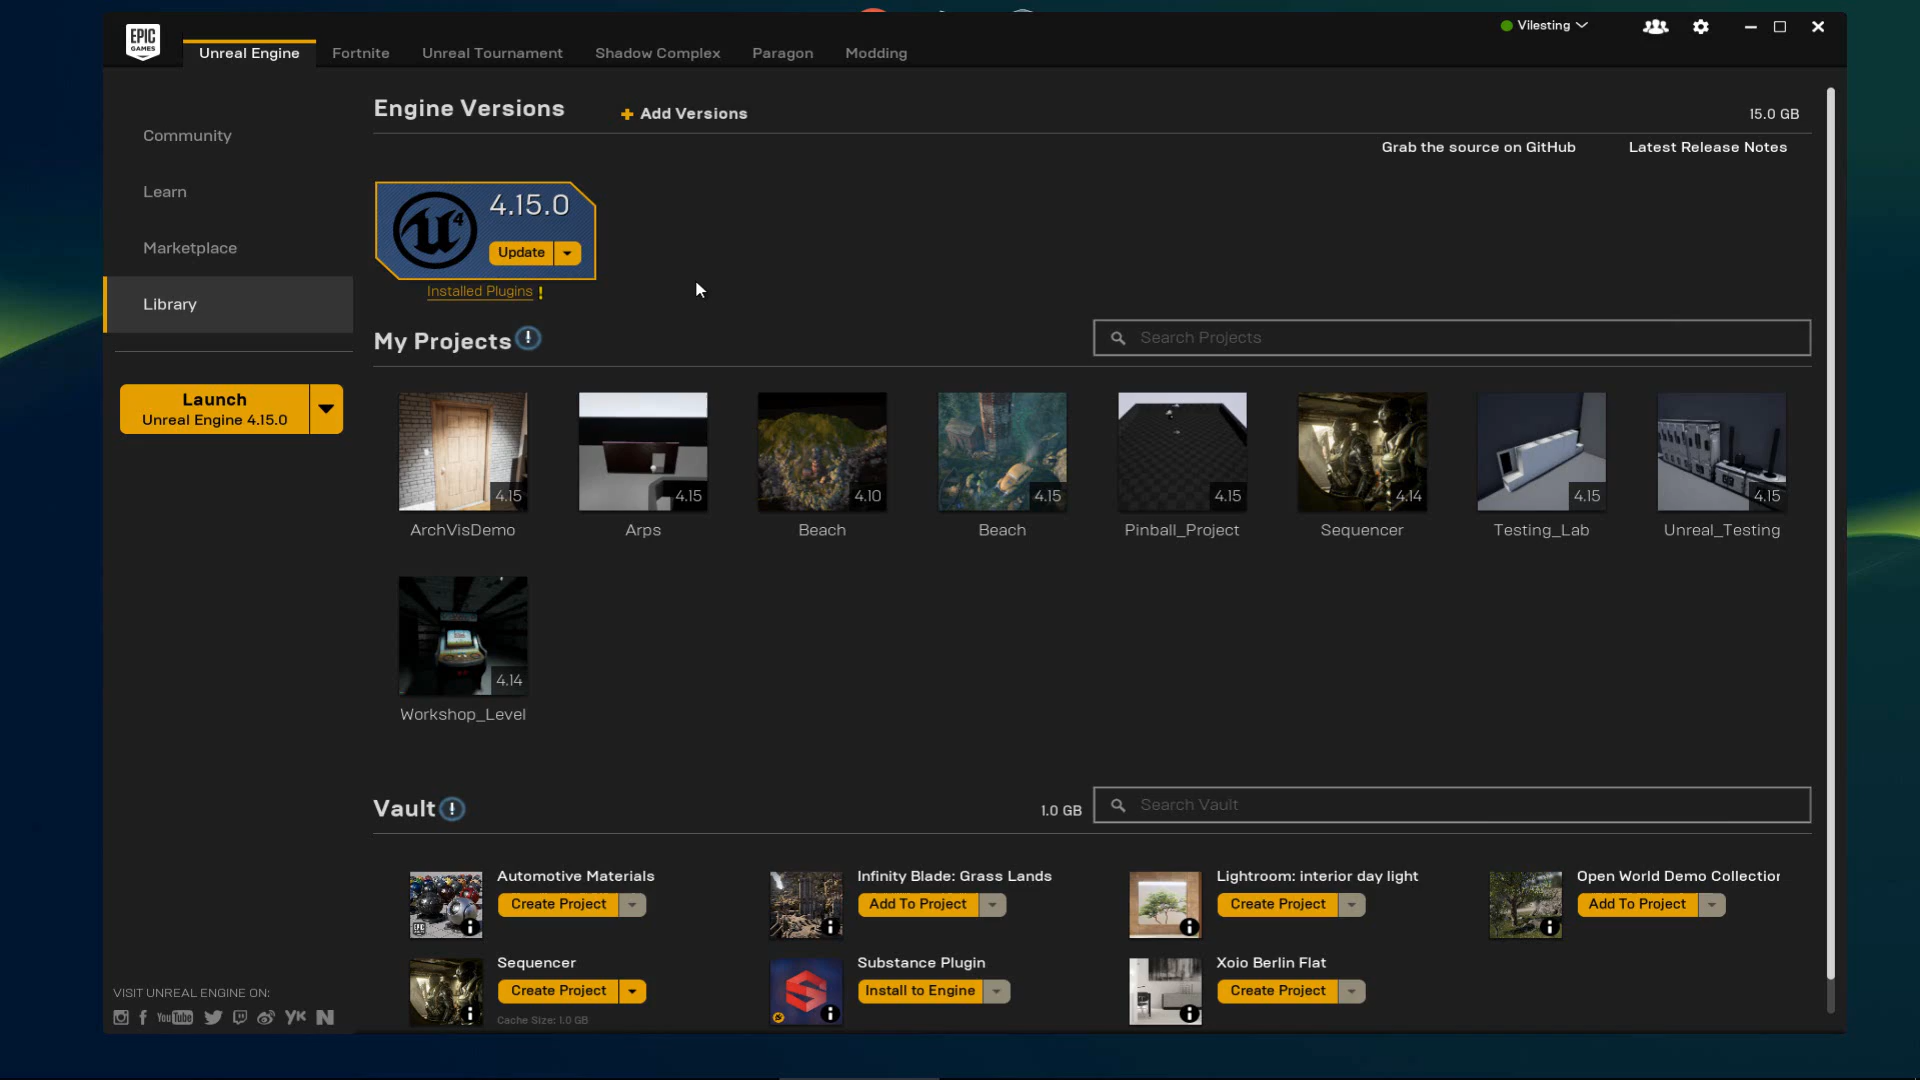 EPIC
GAMES
Unreal Engine
Fortnite
Unreal Tournament
Shadow Complex
Paragon
Modding
Vilesting
Community
Learn
Marketplace
Library
Launch
Unreal Engine 4.15.0
Engine Versions
Add Versions
15.0 GB
Grab the source on GitHub
Latest Release Notes
4.15.0
Update
Installed Plugins !
My Projects !
Search Projects
4.15
4.15
4.10
4.15
4.15
4.14
4.15
4.15
ArchVisDemo
Arps
Beach
Beach
Pinball_Project
Sequencer
Testing_Lab
Unreal_Testing
4.14
Workshop_Level
Vault !
1.0 GB
Search Vault
Automotive Materials
Create Project
Infinity Blade: Grass Lands
Add To Project
Lightroom: interior day light
Create Project
Open World Demo Collection
Add To Project
Sequencer
Create Project
Cache Size: 1.0 GB
Substance Plugin
Install to Engine
Xoio Berlin Flat
Create Project
VISIT UNREAL ENGINE ON:
YouTube